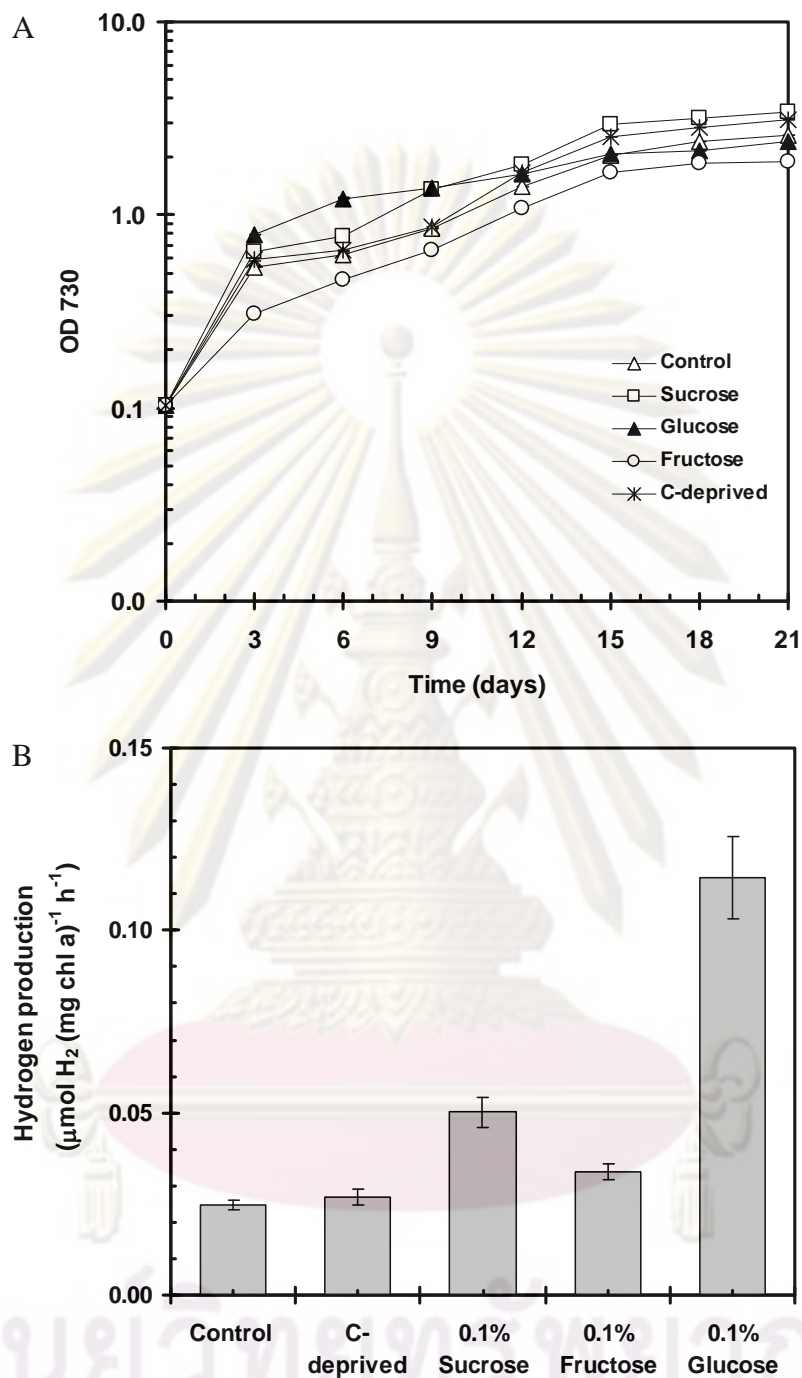 A
10.0
1.0
0.1
0.0
OD 730
0 3 6 9 12 15 18 21
Time (days)
Control
Sucrose
Glucose
Fructose
C-deprived
B
0.15
0.10
0.05
0.00
Hydrogen production
(μmol H₂ (mg chl a)⁻¹ h⁻¹)
Control C-deprived 0.1% Sucrose 0.1% Fructose 0.1% Glucose